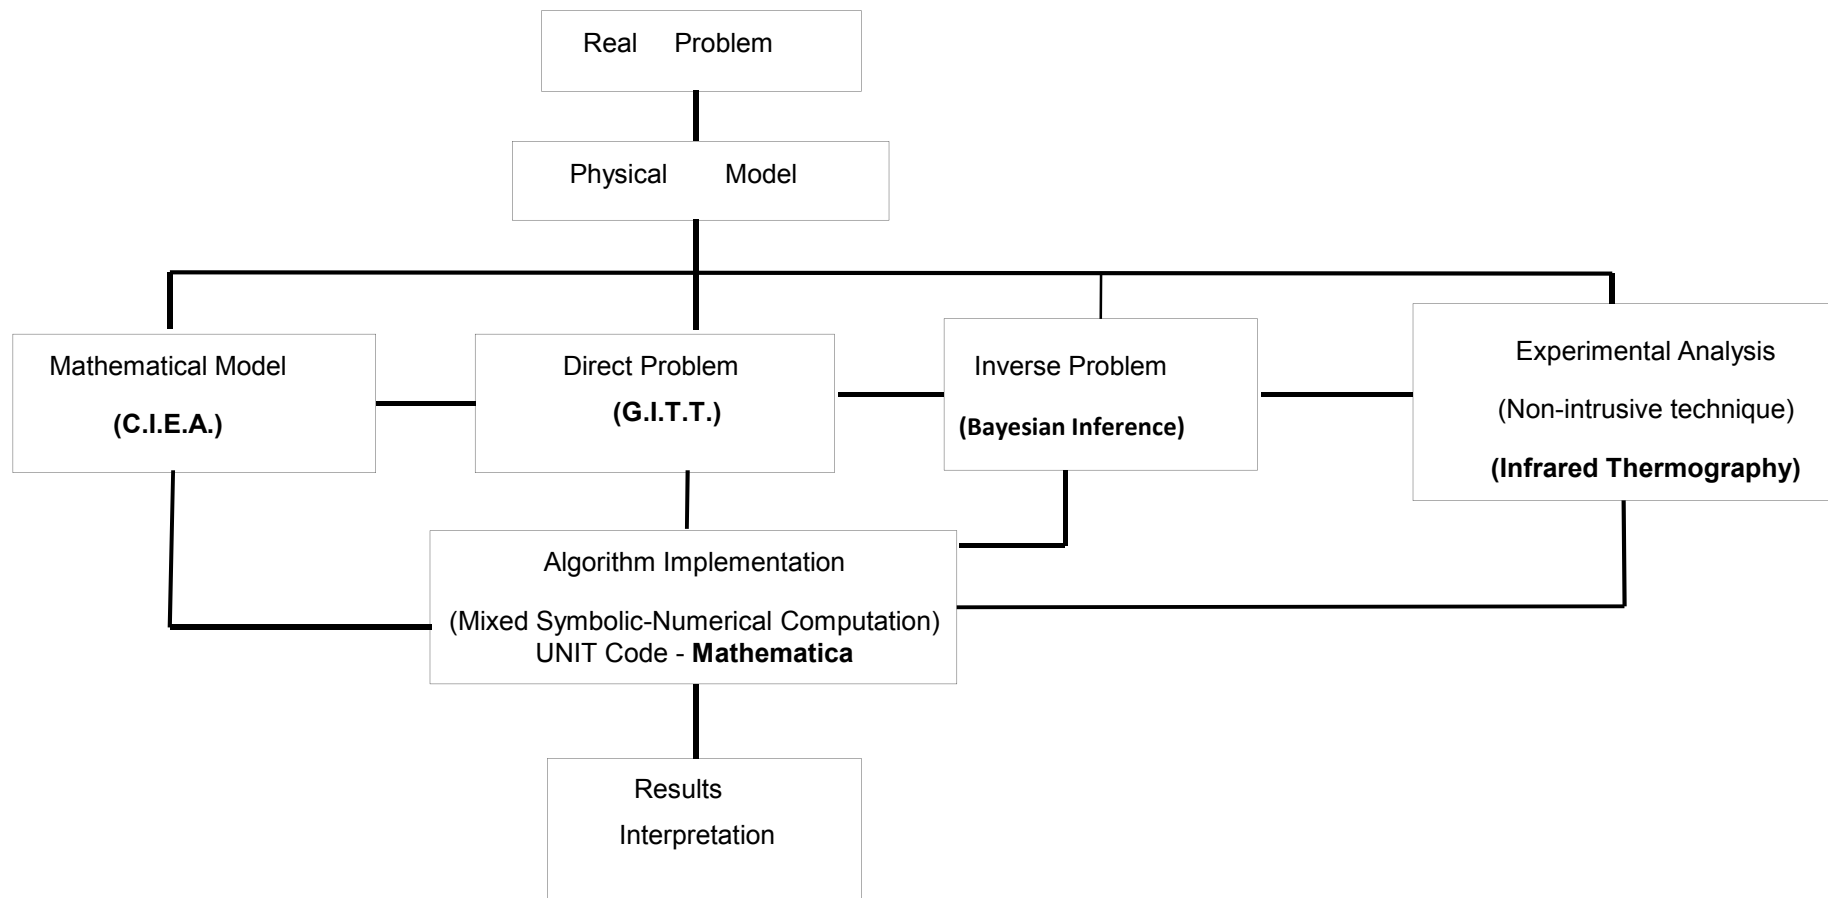 Real Problem
Physical Model
Mathematical Model
(C.I.E.A.)
Direct Problem
(G.I.T.T.)
Inverse Problem
(Bayesian Inference)
Experimental Analysis
(Non-intrusive technique)
(Infrared Thermography)
Algorithm Implementation
(Mixed Symbolic-Numerical Computation)
UNIT Code - Mathematica
Results
Interpretation